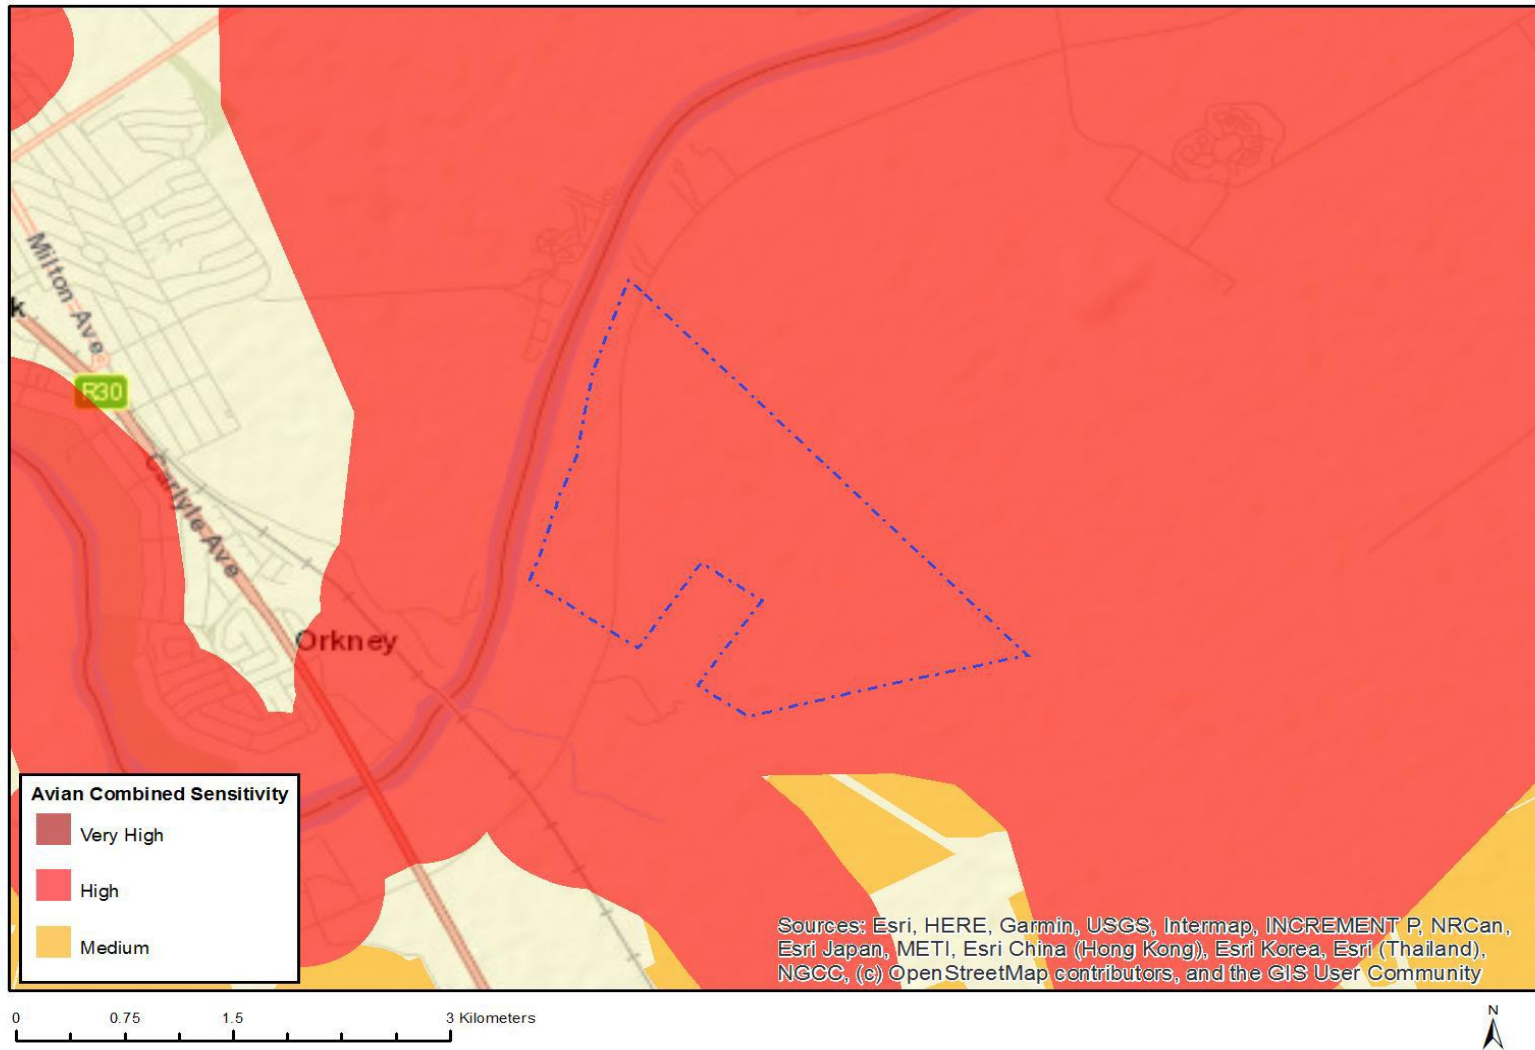 Milton Ave
k
R30
Carlyle Ave
Orkney
Avian Combined Sensitivity
Very High
High
Medium
Sources: Esri, HERE, Garmin, USGS, Intermap, INCREMENT P, NRCan,
Esri Japan, METI, Esri China (Hong Kong), Esri Korea, Esri (Thailand),
NGCC, (c) OpenStreetMap contributors, and the GIS User Community
0 0.75 1.5 3 Kilometers
N